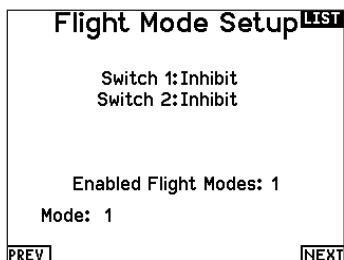 Flight Mode Setup LIST
Switch 1: Inhibit
Switch 2: Inhibit
Enabled Flight Modes: 1
Mode: 1
PREV NEXT